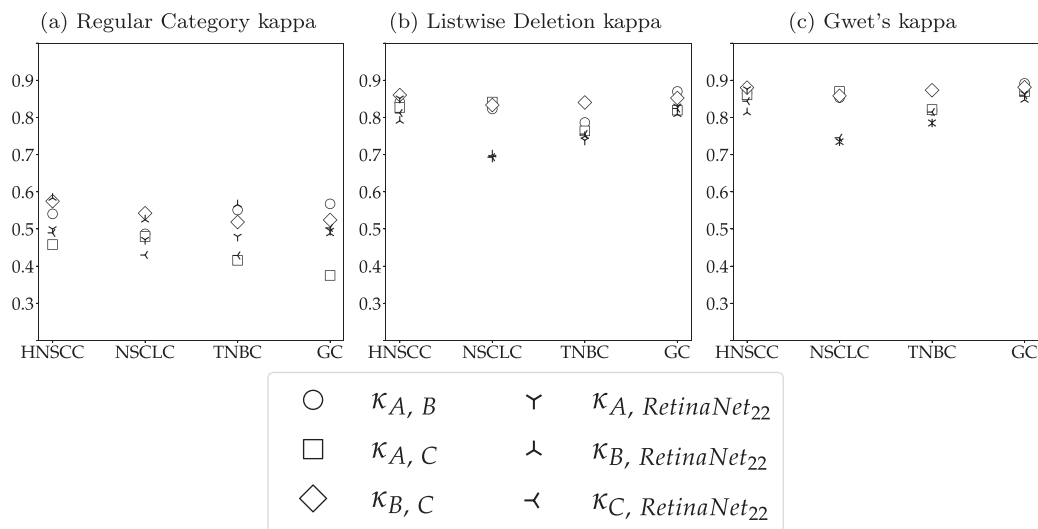 (a) Regular Category kappa
(b) Listwise Deletion kappa
(c) Gwet's kappa
0.9
0.8
0.7
0.6
0.5
0.4
0.3
HNSCC NSCLC TNBC GC
0.9
0.8
0.7
0.6
0.5
0.4
0.3
HNSCC NSCLC TNBC GC
0.9
0.8
0.7
0.6
0.5
0.4
0.3
HNSCC NSCLC TNBC GC
κA, B
κA, C
κB, C
κA, RetinaNet22
κB, RetinaNet22
κC, RetinaNet22